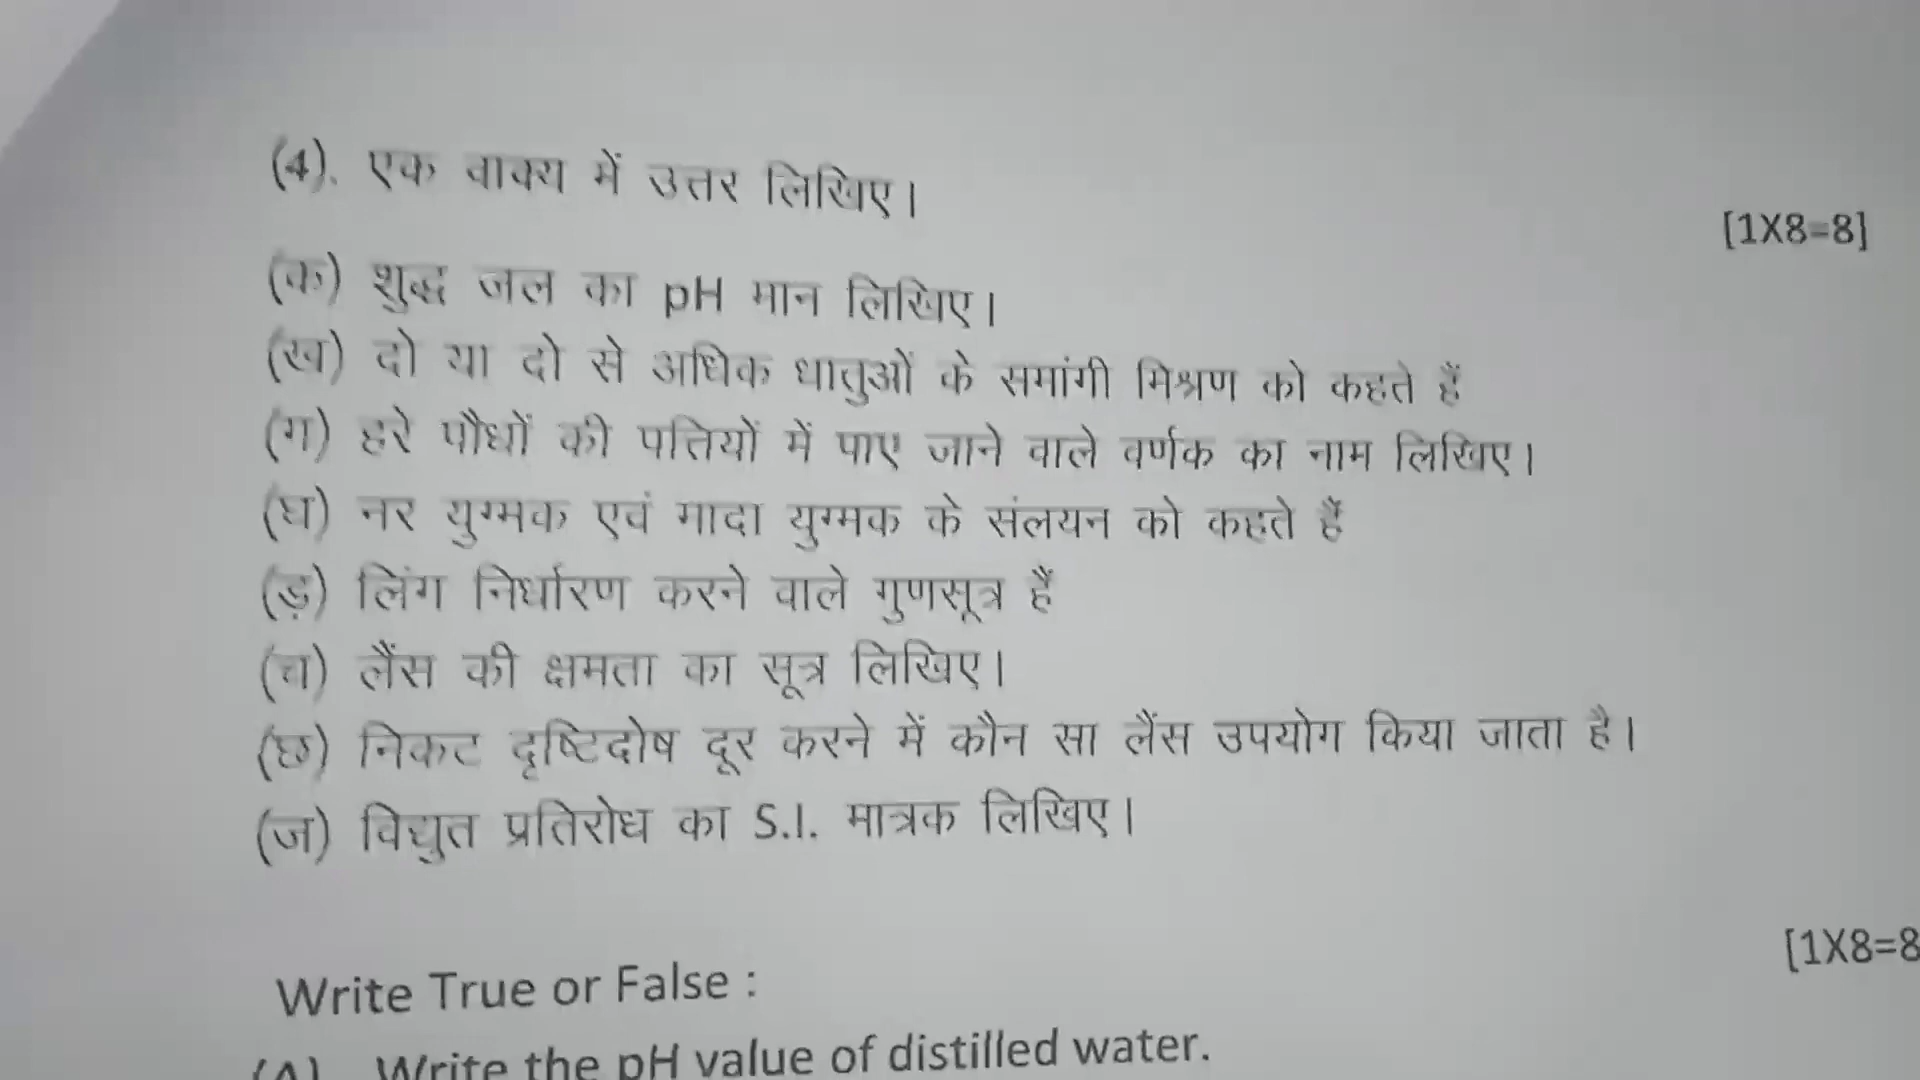 (4). एक वाक्य में उत्तर लिखिए।
[1X8=8]
(क) शुद्ध जल का pH मान लिखिए।
(ख) दो या दो से अधिक धातुओं के समांगी मिश्रण को कहते हैं
(ग) हरे पौधों की पत्तियों में पाए जाने वाले वर्णक का नाम लिखिए।
(घ) नर युग्मक एवं मादा युग्मक के संलयन को कहते हैं
(ड़) लिंग निर्धारण करने वाले गुणसूत्र हैं
(च) लैंस की क्षमता का सूत्र लिखिए।
(छ) निकट दृष्टिदोष दूर करने में कौन सा लैंस उपयोग किया जाता है।
(ज) विद्युत प्रतिरोध का S.I. मात्रक लिखिए।
[1X8=8
Write True or False :
(A) Write the pH value of distilled water.